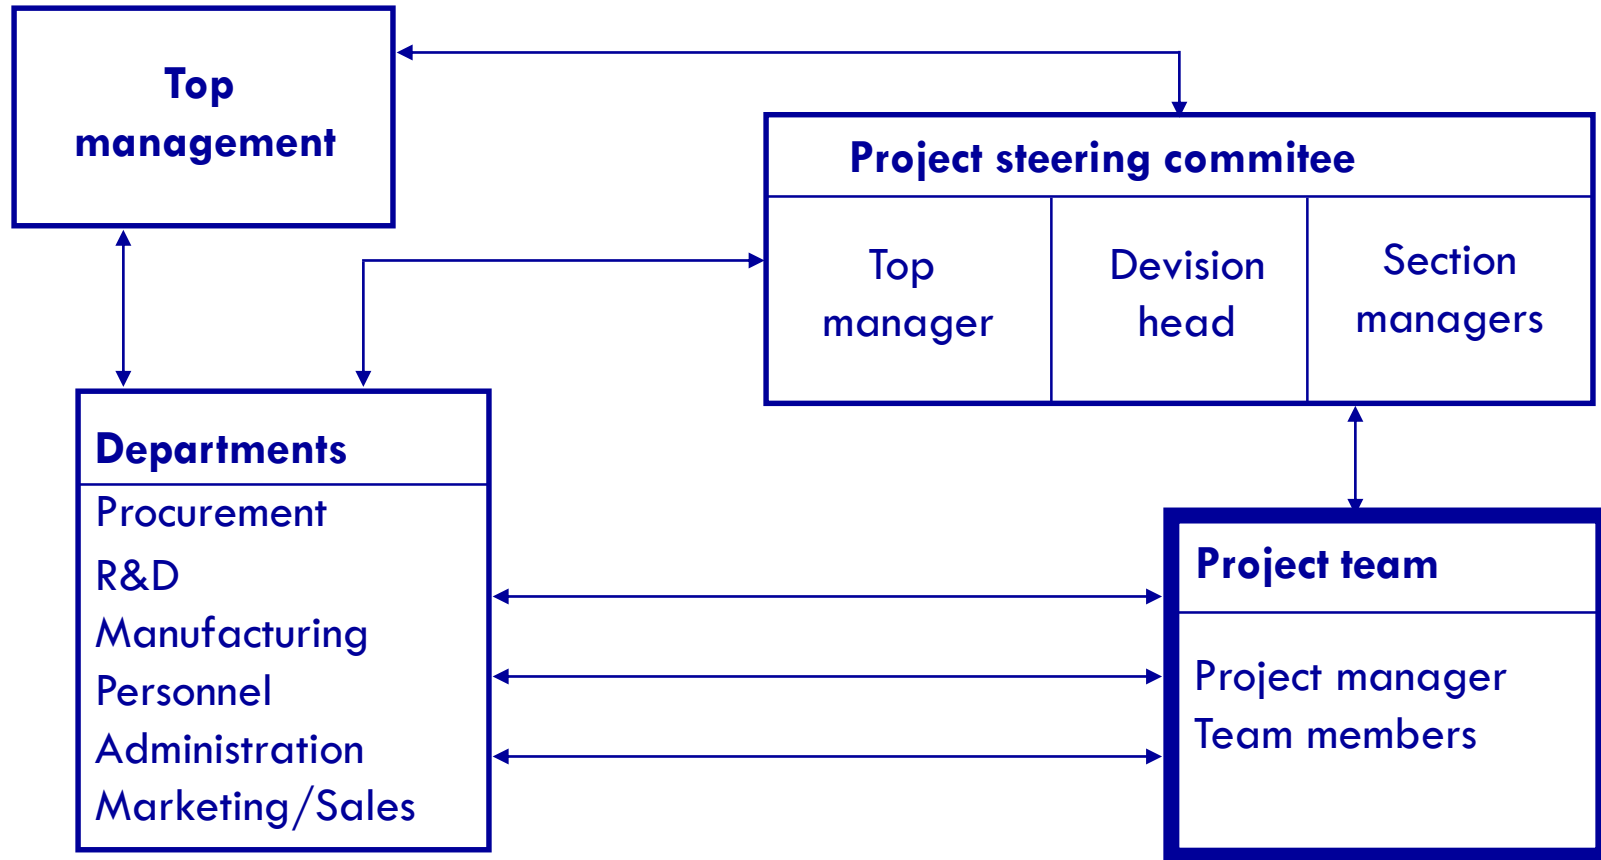 Top
management
Project steering commitee
Top
manager
Devision
head
Section
managers
Departments
Procurement
R&D
Manufacturing
Personnel
Administration
Marketing/Sales
Project team
Project manager
Team members